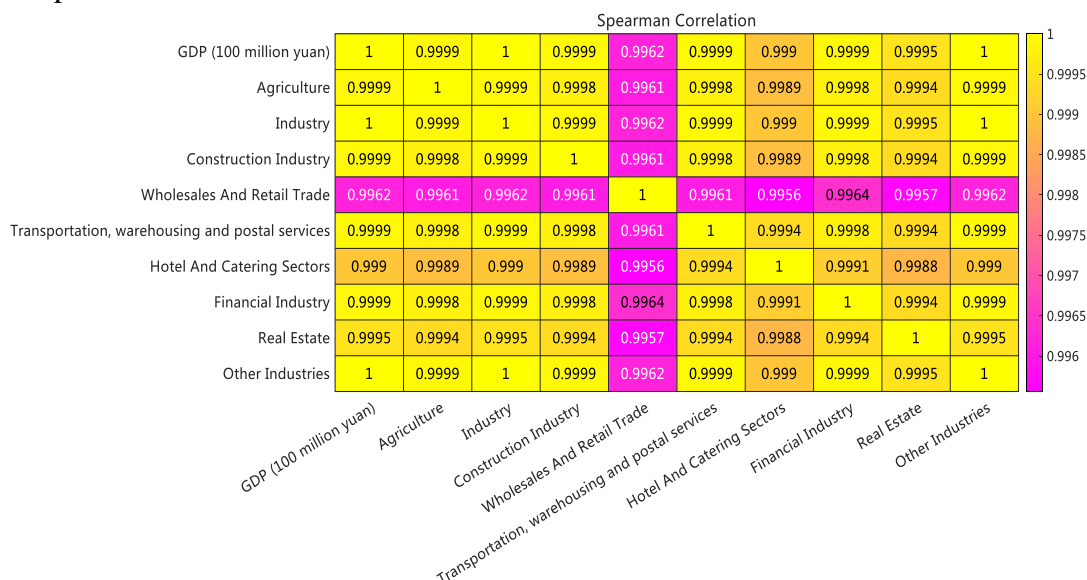 Spearman Correlation
GDP (100 million yuan) 1 0.9999 1 0.9999 0.9962 0.9999 0.999 0.9999 0.9995 1
Agriculture 0.9999 1 0.9999 0.9998 0.9961 0.9998 0.9989 0.9998 0.9994 0.9999
Industry 1 0.9999 1 0.9999 0.9962 0.9999 0.999 0.9999 0.9995 1
Construction Industry 0.9999 0.9998 0.9999 1 0.9961 0.9998 0.9989 0.9998 0.9994 0.9999
Wholesales And Retail Trade 0.9962 0.9961 0.9962 0.9961 1 0.9961 0.9956 0.9964 0.9957 0.9962
Transportation, warehousing and postal services 0.9999 0.9998 0.9999 0.9998 0.9961 1 0.9994 0.9998 0.9994 0.9999
Hotel And Catering Sectors 0.999 0.9989 0.999 0.9989 0.9956 0.9994 1 0.9991 0.9988 0.999
Financial Industry 0.9999 0.9998 0.9999 0.9998 0.9964 0.9998 0.9991 1 0.9994 0.9999
Real Estate 0.9995 0.9994 0.9995 0.9994 0.9957 0.9994 0.9988 0.9994 1 0.9995
Other Industries 1 0.9999 1 0.9999 0.9962 0.9999 0.999 0.9999 0.9995 1
GDP (100 million yuan)
Agriculture
Industry
Construction Industry
Wholesales And Retail Trade
Transportation, warehousing and postal services
Hotel And Catering Sectors
Financial Industry
Real Estate
Other Industries
1
0.9995
0.999
0.9985
0.998
0.9975
0.997
0.9965
0.996